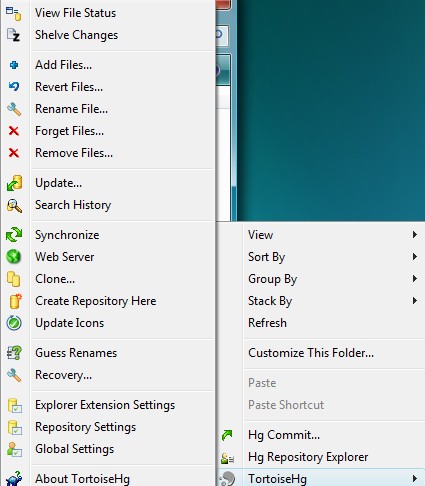 View File Status
Shelve Changes
Add Files...
Revert Files...
Rename File...
Forget Files...
Remove Files...
Update...
Search History
Synchronize
Web Server
Clone...
Create Repository Here
Update Icons
Guess Renames
Recovery...
Explorer Extension Settings
Repository Settings
Global Settings
About TortoiseHg
View
Sort By
Group By
Stack By
Refresh
Customize This Folder...
Paste
Paste Shortcut
Hg Commit...
Hg Repository Explorer
TortoiseHg